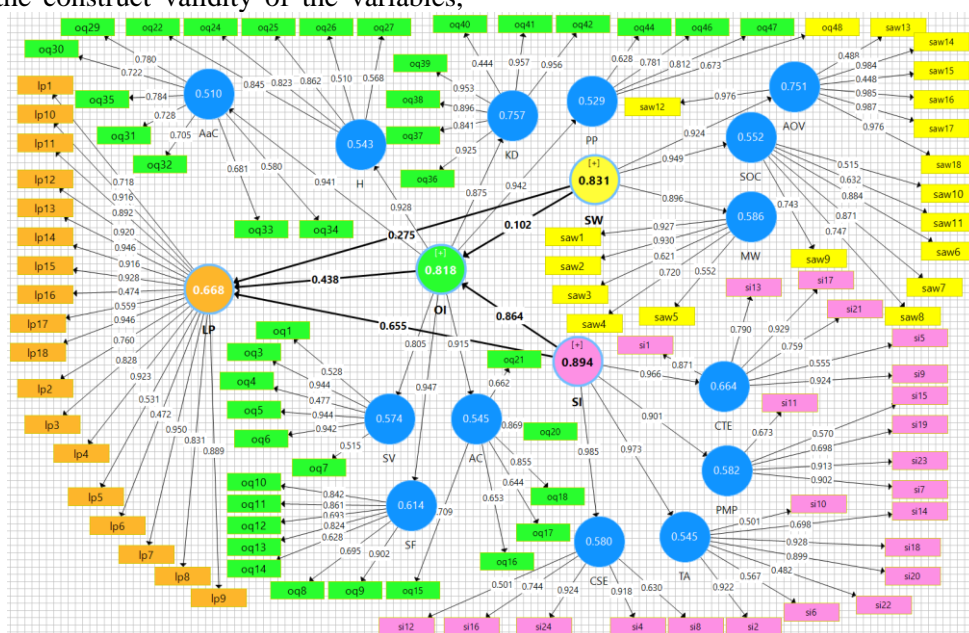 the construct validity of the variables,
oq29 oq22 oq24 oq25 oq26 oq27 oq40 oq41 oq42 oq44 oq46 oq47 oq48 saw13
oq30 saw14
0.780 0.444 0.957 0.956 0.628 0.781 0.812 0.673 0.488 0.984
lp1 0.722 0.845 0.823 0.862 0.510 0.568 oq39 saw15
0.510 0.953 0.751 0.448
oq35 0.784 oq38 0.896 0.757 0.529 saw12 0.976 0.985 saw16
lp10 AaC 0.841 KD PP AOV 0.987
lp11 oq31 0.728 0.543 oq37 0.925 0.924 0.552 0.976 saw17
oq32 0.705 H oq36 SOC saw18
lp12 0.718 0.681 0.580 0.941 0.928 0.875 0.942 [+] 0.949 0.515 saw10
lp13 0.916 0.831 0.896 0.632
0.892 SW 0.586 0.743 0.884 saw11
lp14 0.920 oq33 oq34 0.275 0.102 saw1 0.927 MW 0.871 saw6
0.946 0.930 0.747
lp15 0.916 [+] saw2 0.621 saw9
0.928 0.438 0.818 0.720 0.552 si17 saw7
lp16 0.474 0.668 OI saw3 si13
0.559 LP saw4 saw5 si21 saw8
lp17 0.946 0.655 0.864 0.790 0.929 si5
lp18 0.760 oq1 0.805 0.915 [+] si1 0.759
0.828 oq3 oq21 0.894 0.871 0.555 si9
lp2 0.923 0.528 0.947 0.662 SI 0.966 0.664 0.924
0.531 oq4 0.944 CTE si11 si15
lp3 0.472 oq5 0.477 0.574 0.545 0.869 oq20 0.901 0.673 0.570 si19
0.950 0.944 0.698
lp4 0.831 oq6 0.942 SV AC 0.855 0.973 0.582 0.913 si23
0.889 oq7 0.515 0.644 0.985 0.902 si7
lp5 oq10 0.842 0.653 oq18 PMP si10 si14
oq11 0.861 0.614 0.709 0.501
lp6 oq12 0.693 oq17 0.545 0.698 si18
oq13 0.824 SF 0.580 0.928
lp7 oq14 0.628 0.695 0.902 oq16 CSE TA 0.899 si20
lp8 0.501 0.744 0.924 0.918 0.630 0.922 0.567 0.482
lp9 oq8 oq9 oq15 si6 si22
si12 si16 si24 si4 si8 si2